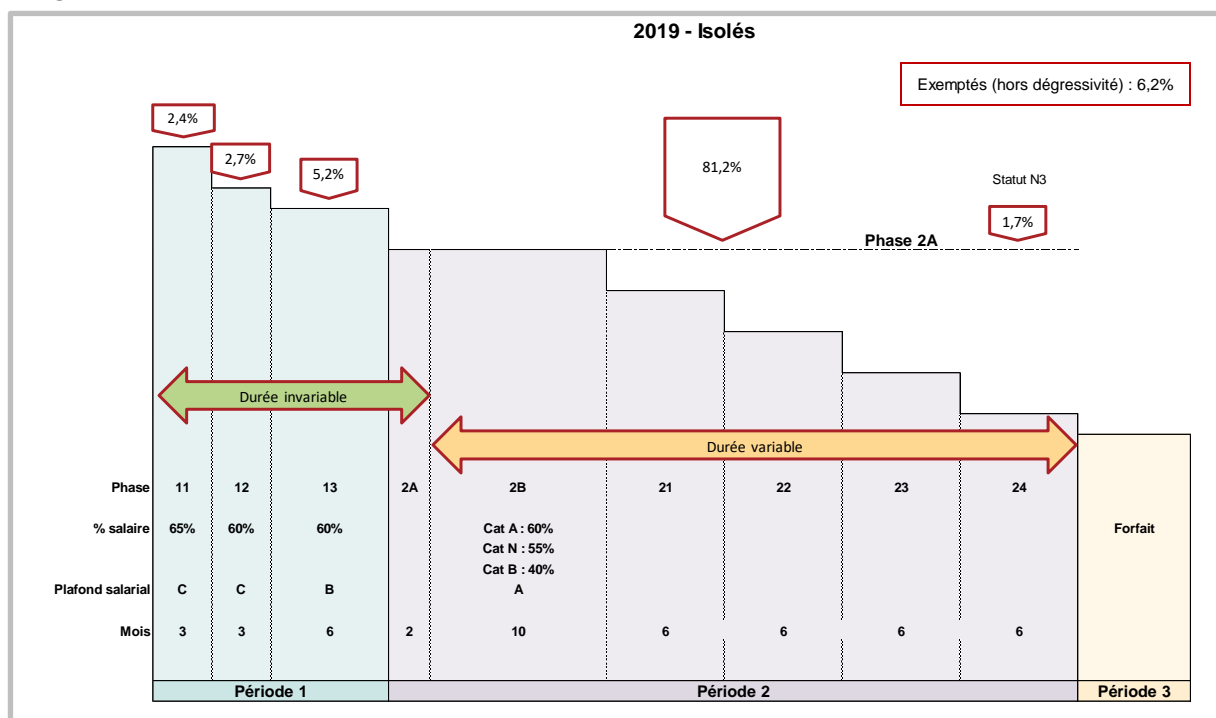 2019 - Isolés
Exemptés (hors dégressivité) : 6,2%
2,4%
2,7%
5,2%
81,2%
Statut N3
1,7%
Phase 2A
Durée invariable
Durée variable
Phase 11 12 13 2A 2B 21 22 23 24
% salaire 65% 60% 60% Cat A : 60% Forfait
Cat N : 55%
Cat B : 40%
Plafond salarial C C B A
Mois 3 3 6 2 10 6 6 6 6
Période 1 Période 2 Période 3